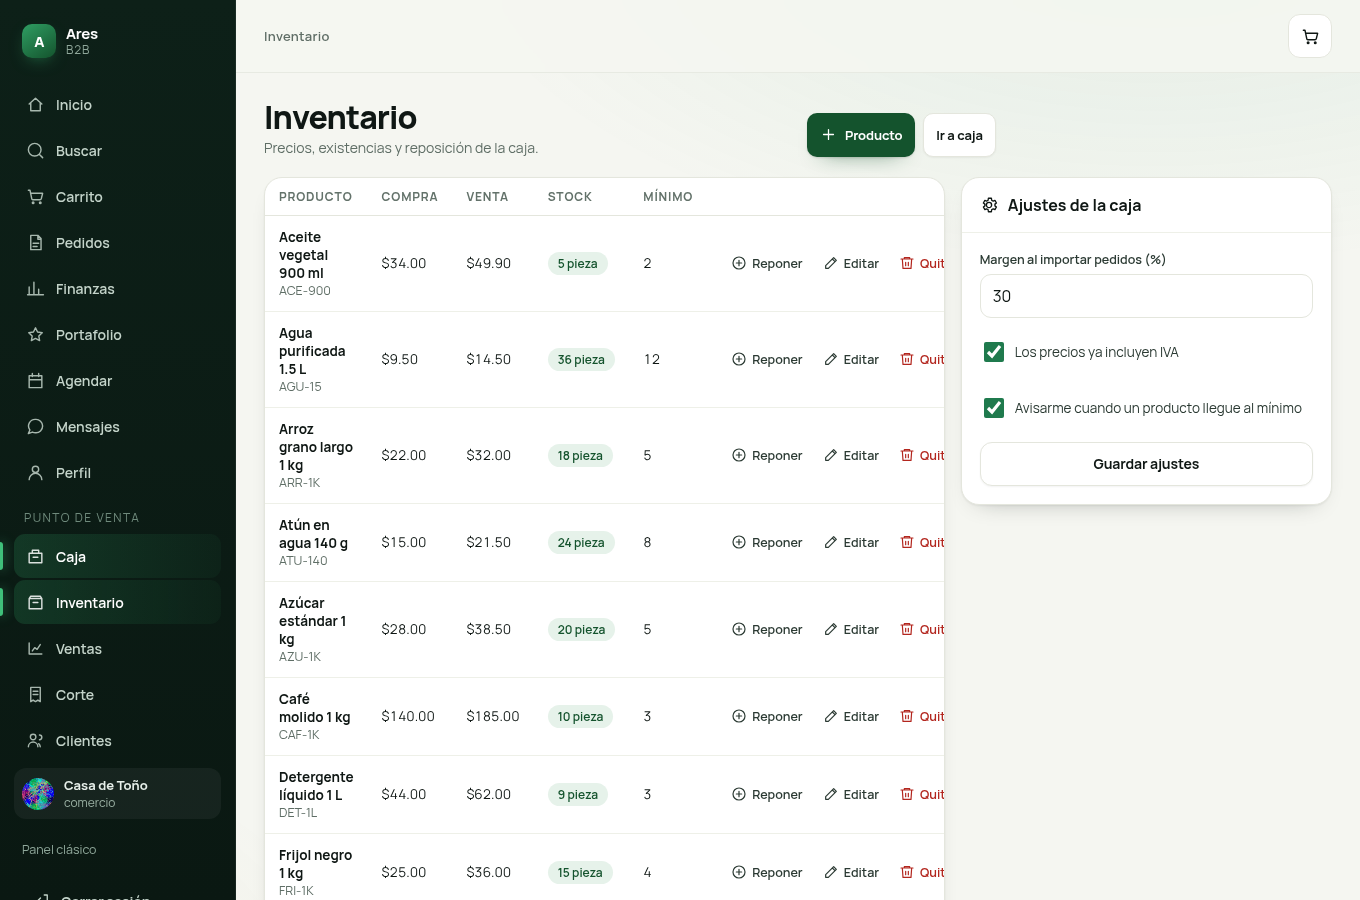 A
Ares
B2B
Inicio
Buscar
Carrito
Pedidos
Finanzas
Portafolio
Agendar
Mensajes
Perfil
PUNTO DE VENTA
Caja
Inventario
Ventas
Corte
Clientes
Casa de Toño
comercio
Panel clásico
Cerrar sesión
Inventario
Inventario
Precios, existencias y reposición de la caja.
Producto
Ir a caja
PRODUCTO COMPRA VENTA STOCK MÍNIMO
Aceite
vegetal
900 ml
ACE-900
$34.00 $49.90 5 pieza 2 Reponer Editar Quit
Agua
purificada
1.5 L
AGU-15
$9.50 $14.50 36 pieza 12 Reponer Editar Quit
Arroz
grano largo
1 kg
ARR-1K
$22.00 $32.00 18 pieza 5 Reponer Editar Quit
Atún en
agua 140 g
ATU-140
$15.00 $21.50 24 pieza 8 Reponer Editar Quit
Azúcar
estándar 1
kg
AZU-1K
$28.00 $38.50 20 pieza 5 Reponer Editar Quit
Café
molido 1 kg
CAF-1K
$140.00 $185.00 10 pieza 3 Reponer Editar Quit
Detergente
líquido 1 L
DET-1L
$44.00 $62.00 9 pieza 3 Reponer Editar Quit
Frijol negro
1 kg
FRI-1K
$25.00 $36.00 15 pieza 4 Reponer Editar Quit
Ajustes de la caja
Margen al importar pedidos (%)
30
Los precios ya incluyen IVA
Avisarme cuando un producto llegue al mínimo
Guardar ajustes